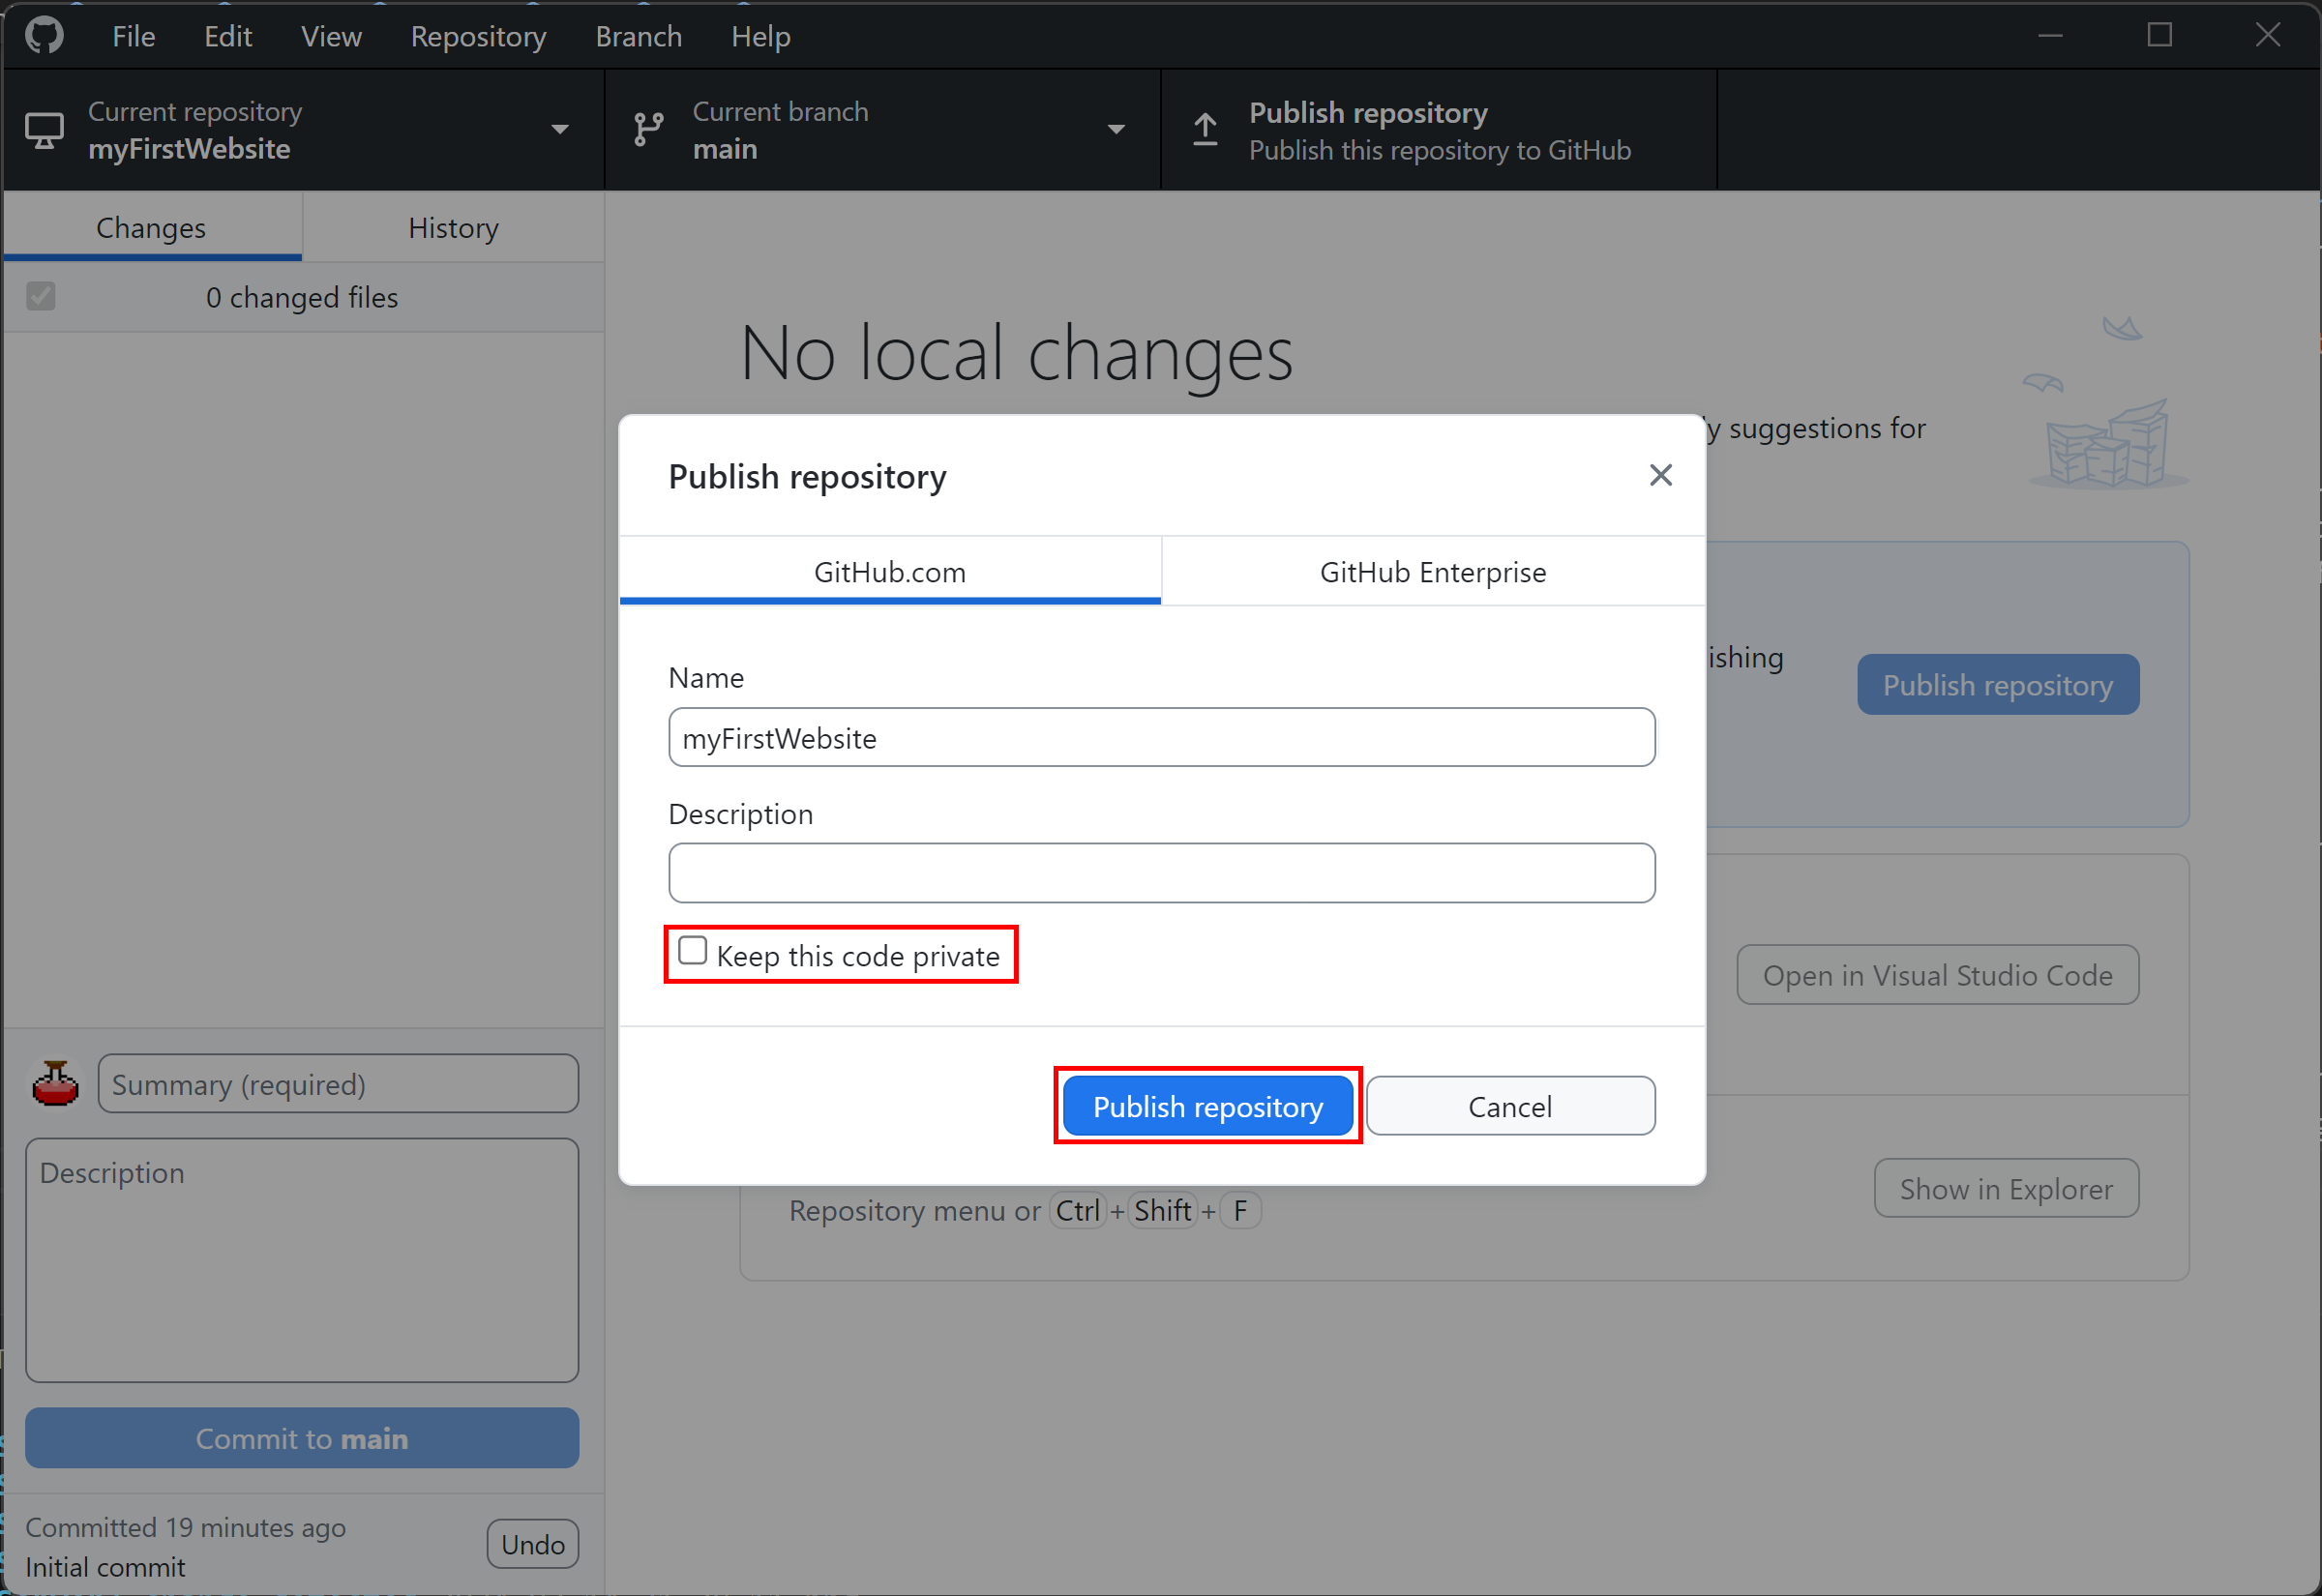 File Edit View Repository Branch Help
Current repository
myFirstWebsite
Current branch
main
Publish repository
Publish this repository to GitHub
Changes
History
0 changed files
No local changes
y suggestions for
Publish repository
GitHub.com
GitHub Enterprise
ishing
Publish repository
Name
myFirstWebsite
Description
Keep this code private
Open in Visual Studio Code
Publish repository
Cancel
Show in Explorer
Repository menu or Ctrl + Shift + F
Summary (required)
Description
Commit to main
Committed 19 minutes ago
Initial commit
Undo